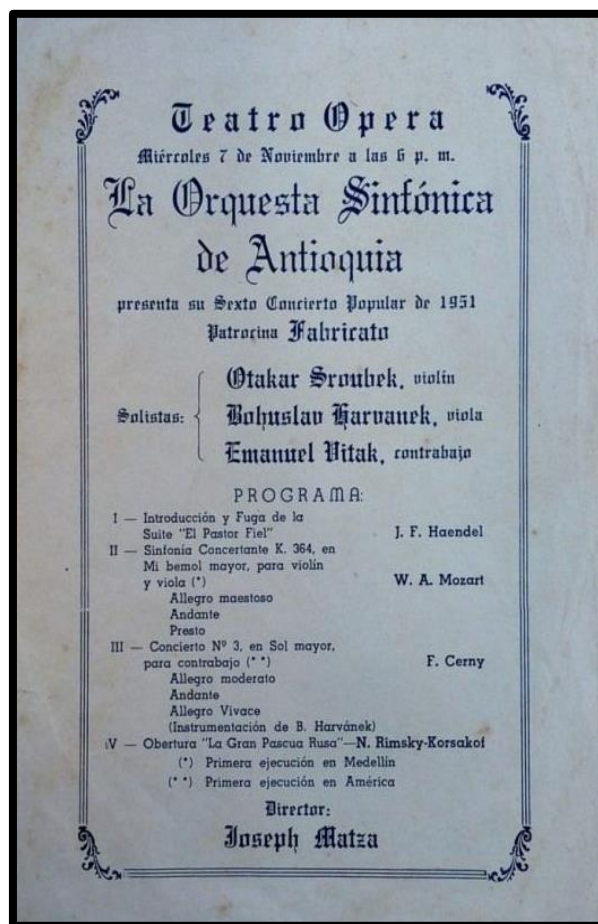 Teatro Opera
Miércoles 7 de Noviembre a las 6 p. m.
La Orquesta Sinfónica
de Antioquia
presenta su Sexto Concierto Popular de 1951
Patrocina Fabricato
Solistas:
Otakar Sroubek, violín
Bohuslav Harvanek, viola
Emanuel Vitak, contrabajo
PROGRAMA:
I — Introducción y Fuga de la
Suite "El Pastor Fiel" J. F. Haendel
II — Sinfonía Concertante K. 364, en
Mi bemol mayor, para violín
y viola (*) W. A. Mozart
Allegro maestoso
Andante
Presto
III — Concierto Nº 3, en Sol mayor,
para contrabajo (* *) F. Cerny
Allegro moderato
Andante
Allegro Vivace
(Instrumentación de B. Harvánek)
IV — Obertura "La Gran Pascua Rusa"—N. Rimsky-Korsakof
(*) Primera ejecución en Medellín
(* *) Primera ejecución en América
Director:
Joseph Matza